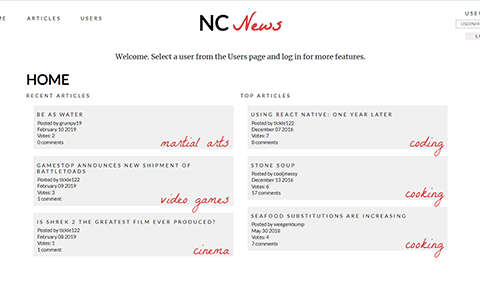 ME ARTICLES USERS
NC News
USE
USERNAM
Welcome. Select a user from the Users page and log in for more features.
HOME
RECENT ARTICLES
BE AS WATER
Posted by grumpy19
February 10 2019
Votes: 2
0 comments
martial arts
GAMESTOP ANNOUNCES NEW SHIPMENT OF
BATTLETOADS
Posted by tickle122
February 09 2019
Votes: 3
1 comment
video games
IS SHREK 2 THE GREATEST FILM EVER PRODUCED?
Posted by tickle122
February 08 2019
Votes: 1
1 comment
cinema
TOP ARTICLES
USING REACT NATIVE: ONE YEAR LATER
Posted by tickle122
December 07 2016
Votes: 7
8 comments
coding
STONE SOUP
Posted by cooljmessy
December 13 2016
Votes: 6
17 comments
cooking
SEAFOOD SUBSTITUTIONS ARE INCREASING
Posted by weegembump
May 30 2018
Votes: 4
7 comments
cooking